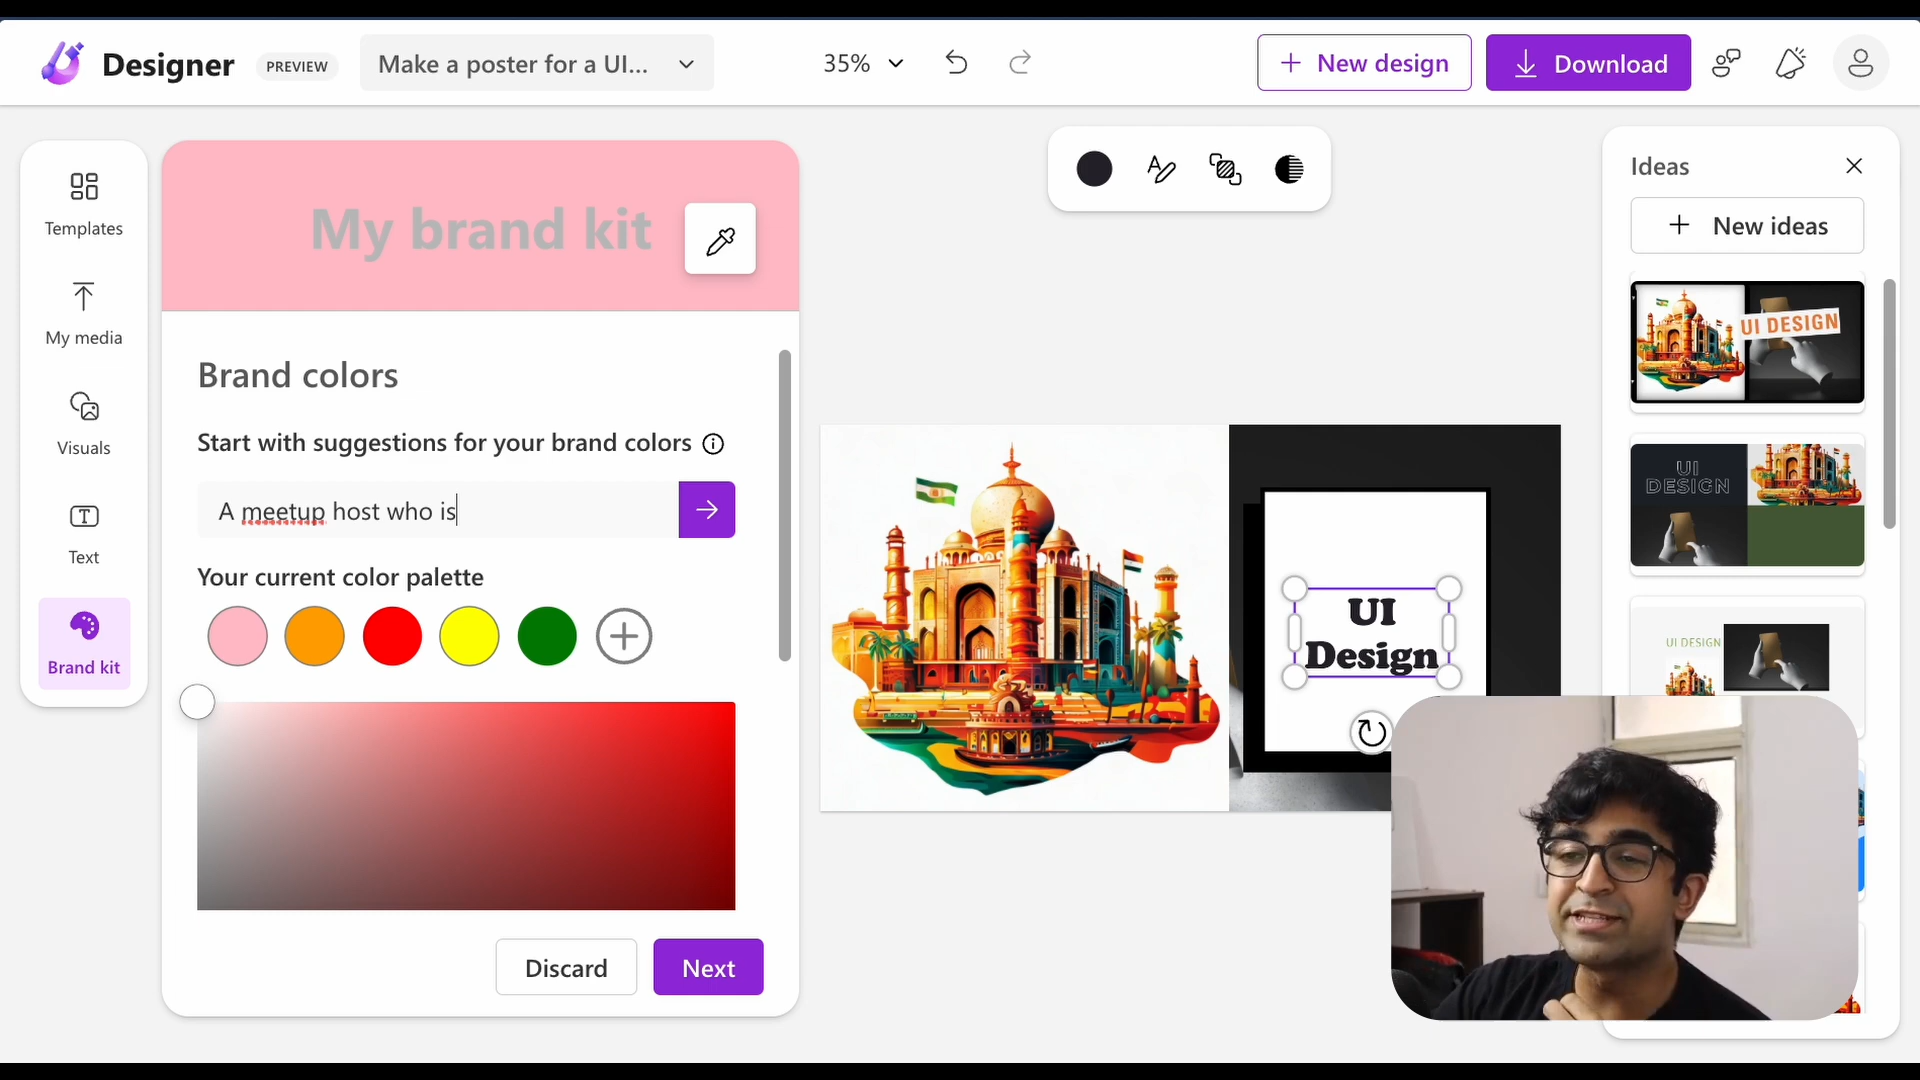 Designer
PREVIEW
Make a poster for a UI...
35%
New design
Download
Templates
My media
Visuals
Text
Brand kit
My brand kit
Brand colors
Start with suggestions for your brand colors
A meetup host who is
Your current color palette
Discard
Next
UI
Design
Ideas
New ideas
UI DESIGN
UI
DESIGN
UI DESIGN